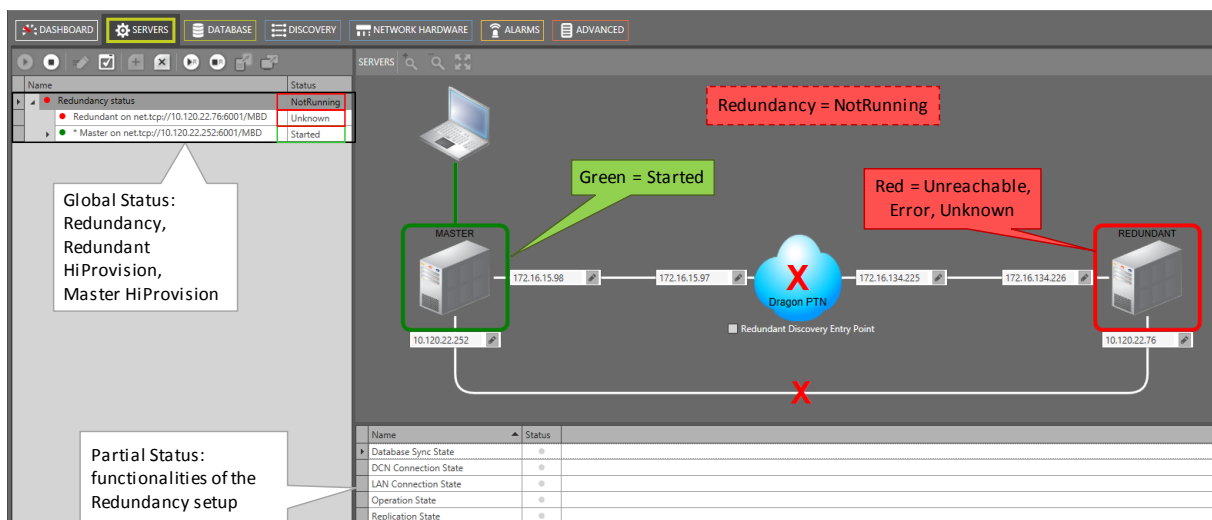 DASHBOARD SERVERS DATABASE DISCOVERY NETWORK HARDWARE ALARMS ADVANCED
SERVERS
Name Status
Redundancy status NotRunning
Redundant on net.tcp://10.120.22.76:6001/MBD Unknown
* Master on net.tcp://10.120.22.252:6001/MBD Started
Global Status:
Redundancy,
Redundant
HiProvision,
Master HiProvision
Redundancy = NotRunning
Green = Started
Red = Unreachable,
Error, Unknown
MASTER
REDUNDANT
172.16.15.98
172.16.15.97
X
Dragon PTN
172.16.134.225
172.16.134.226
Redundant Discovery Entry Point
10.120.22.252
10.120.22.76
X
Partial Status:
functionalities of the
Redundancy setup
Name Status
Database Sync State
DCN Connection State
LAN Connection State
Operation State
Replication State